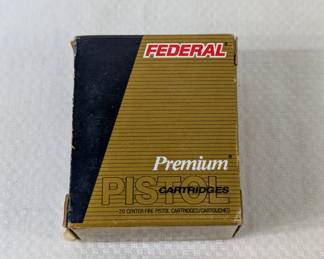 FEDERAL®
Premium®
PISTOL
CARTRIDGES
20 CENTER FIRE PISTOL CARTRIDGES/CARTOUCHES